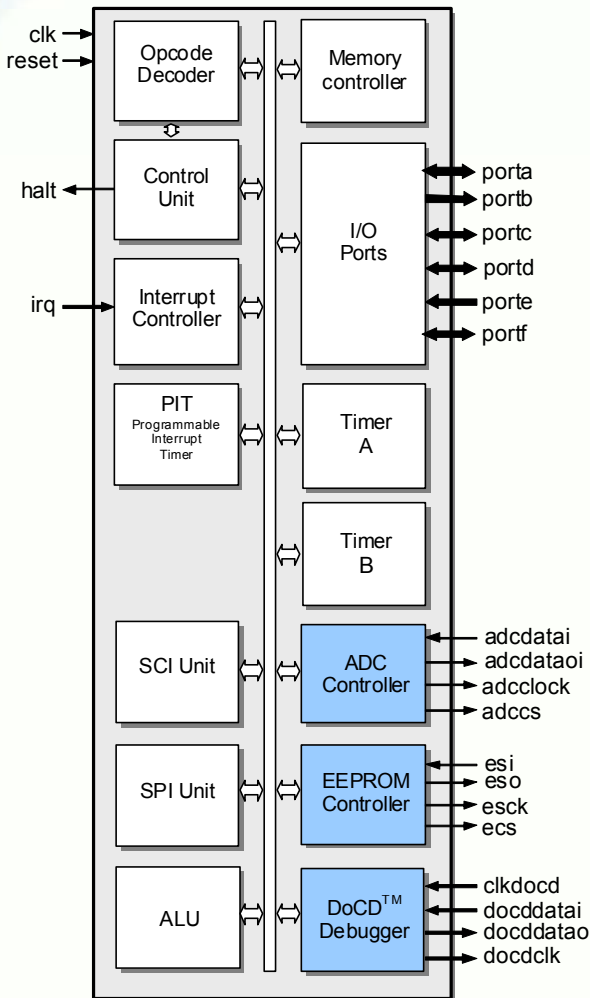 clk
reset
Opcode
Decoder
Memory
controller
halt
Control
Unit
I/O
Ports
porta
portb
portc
portd
porte
portf
irq
Interrupt
Controller
PIT
Programmable
Interrupt
Timer
Timer
A
Timer
B
SCI Unit
ADC
Controller
adcdatai
adcdataoi
adcclock
adccs
SPI Unit
EEPROM
Controller
esi
eso
esck
ecs
ALU
DoCD™
Debugger
clkdocd
docddatai
docddatao
docdclk